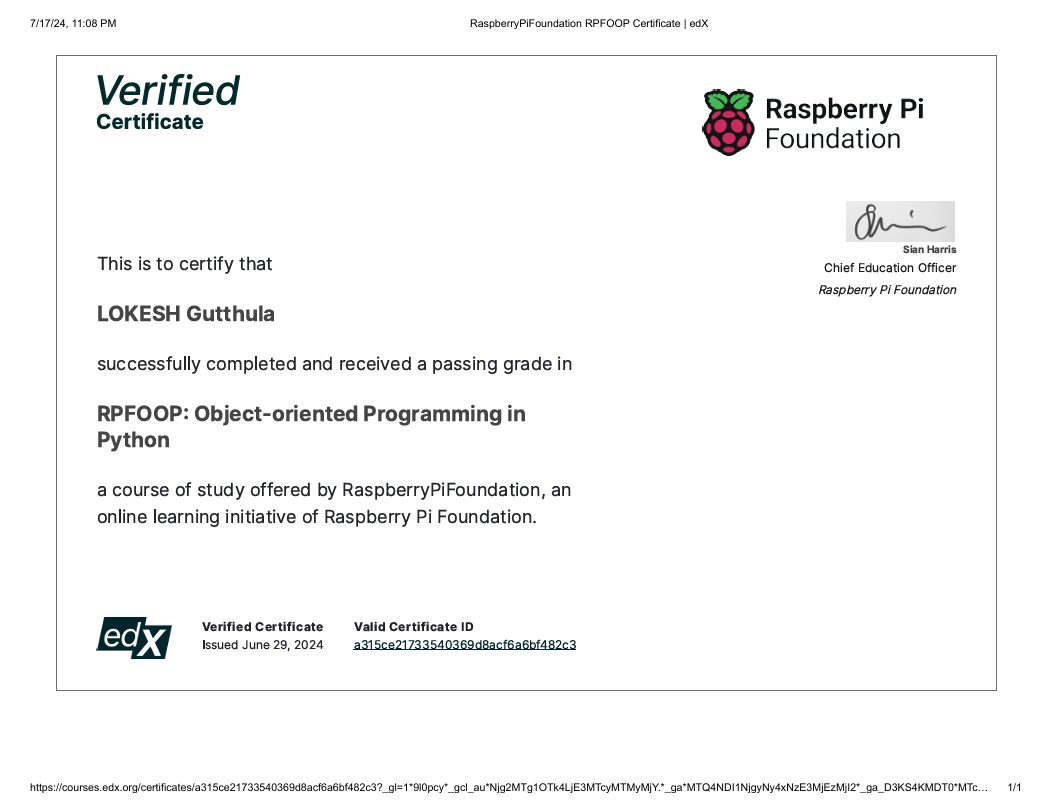 7/17/24, 11:08 PM
RaspberryPiFoundation RPFOOP Certificate | edX
Verified
Certificate
Raspberry Pi
Foundation
Sian Harris
Chief Education Officer
Raspberry Pi Foundation
This is to certify that
LOKESH Gutthula
successfully completed and received a passing grade in
RPFOOP: Object-oriented Programming in
Python
a course of study offered by RaspberryPiFoundation, an
online learning initiative of Raspberry Pi Foundation.
edX
Verified Certificate
Issued June 29, 2024
Valid Certificate ID
a315ce21733540369d8acf6a6bf482c3
https://courses.edx.org/certificates/a315ce21733540369d8acf6a6bf482c3?_gl=1*9l0pcy*_gcl_au*Njg2MTg1OTk4LjE3MTcyMTMyMjY.*_ga*MTQ4NDI1NjgyNy4xNzE3MjEzMjI2*_ga_D3KS4KMDT0*MTc…
1/1